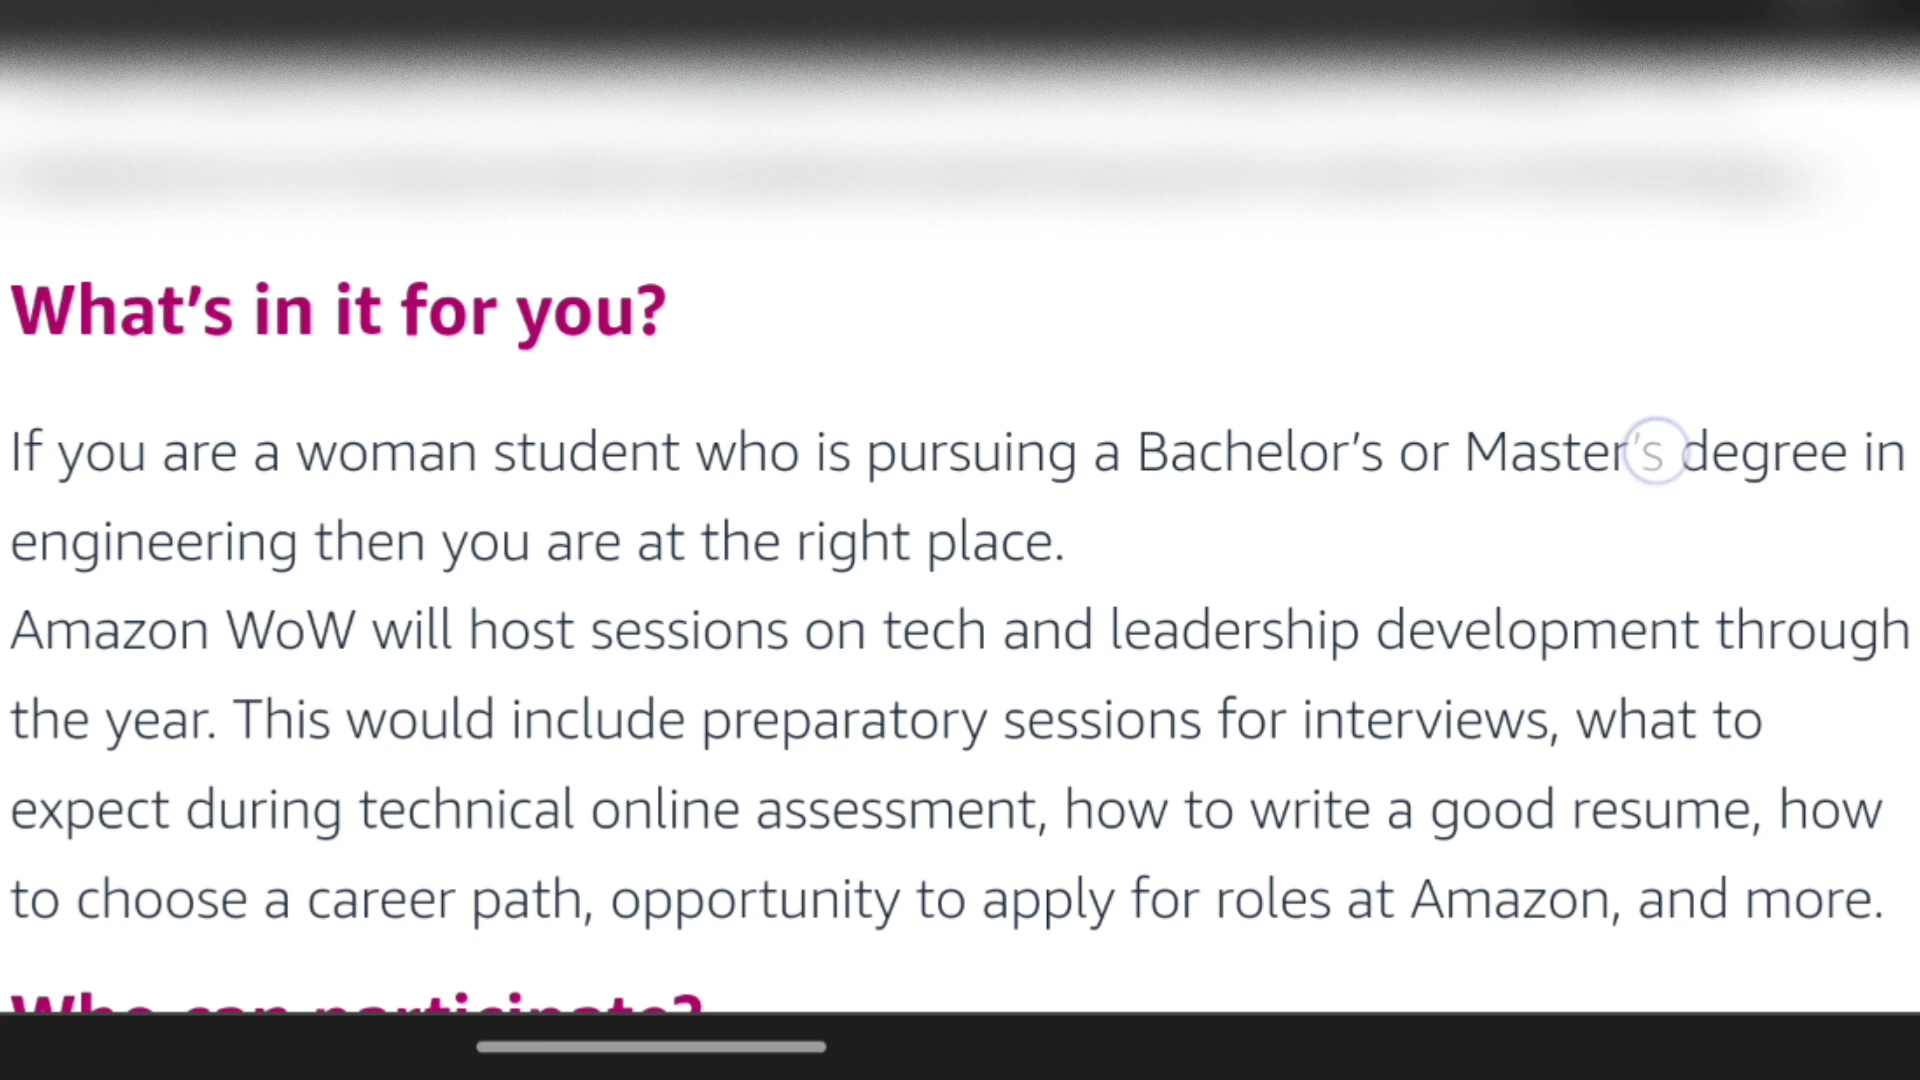 What’s in it for you?
If you are a woman student who is pursuing a Bachelor’s or Master’s degree in
engineering then you are at the right place.
Amazon WoW will host sessions on tech and leadership development through
the year. This would include preparatory sessions for interviews, what to
expect during technical online assessment, how to write a good resume, how
to choose a career path, opportunity to apply for roles at Amazon, and more.
Who can participate?